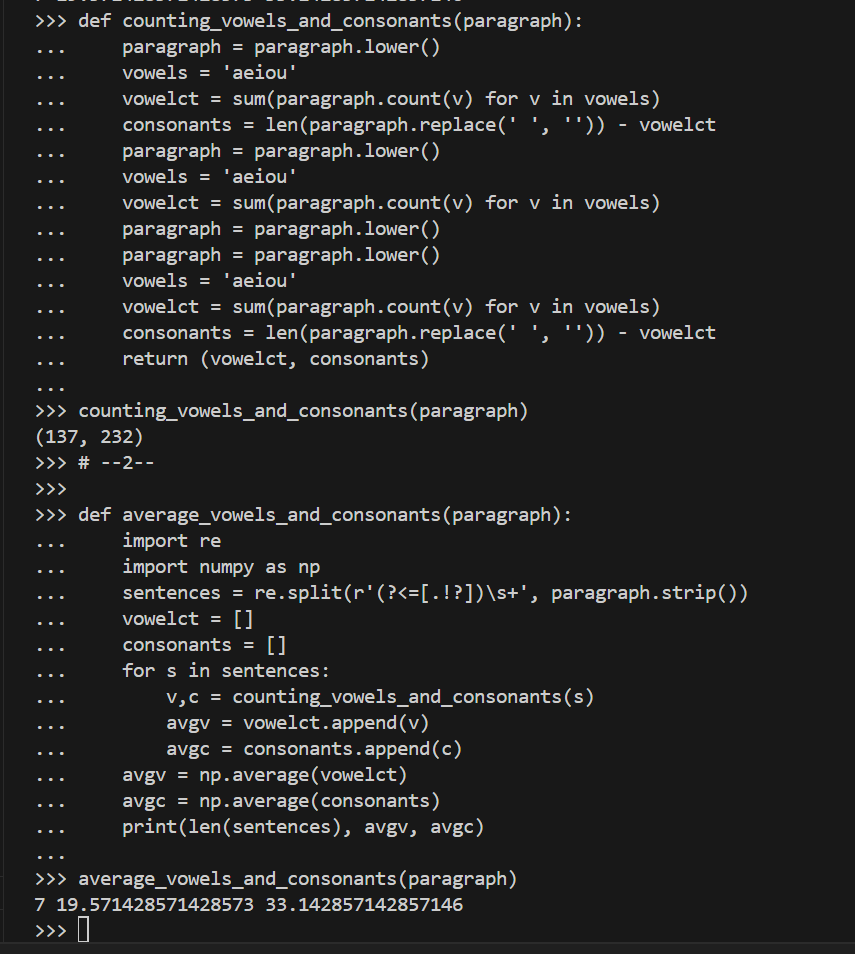 >>> def counting_vowels_and_consonants(paragraph):
...     paragraph = paragraph.lower()
...     vowels = 'aeiou'
...     vowelct = sum(paragraph.count(v) for v in vowels)
...     consonants = len(paragraph.replace(' ', '')) - vowelct
...     paragraph = paragraph.lower()
...     vowels = 'aeiou'
...     vowelct = sum(paragraph.count(v) for v in vowels)
...     paragraph = paragraph.lower()
...     paragraph = paragraph.lower()
...     vowels = 'aeiou'
...     vowelct = sum(paragraph.count(v) for v in vowels)
...     consonants = len(paragraph.replace(' ', '')) - vowelct
...     return (vowelct, consonants)
...
>>> counting_vowels_and_consonants(paragraph)
(137, 232)
>>> # --2--
>>>
>>> def average_vowels_and_consonants(paragraph):
...     import re
...     import numpy as np
...     sentences = re.split(r'(?<=[.!?])\s+', paragraph.strip())
...     vowelct = []
...     consonants = []
...     for s in sentences:
...         v,c = counting_vowels_and_consonants(s)
...         avgv = vowelct.append(v)
...         avgc = consonants.append(c)
...     avgv = np.average(vowelct)
...     avgc = np.average(consonants)
...     print(len(sentences), avgv, avgc)
...
>>> average_vowels_and_consonants(paragraph)
7 19.571428571428573 33.142857142857146
>>>